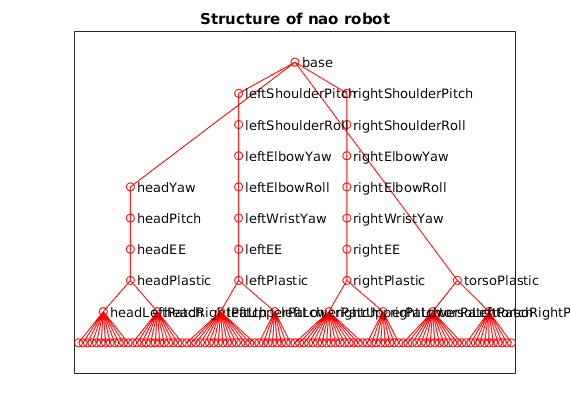 Structure of nao robot
base
leftShoulderPitch
rightShoulderPitch
leftShoulderRoll
rightShoulderRoll
leftElbowYaw
rightElbowYaw
headYaw
leftElbowRoll
rightElbowRoll
headPitch
leftWristYaw
rightWristYaw
headEE
leftEE
rightEE
headPlastic
leftPlastic
rightPlastic
torsoPlastic